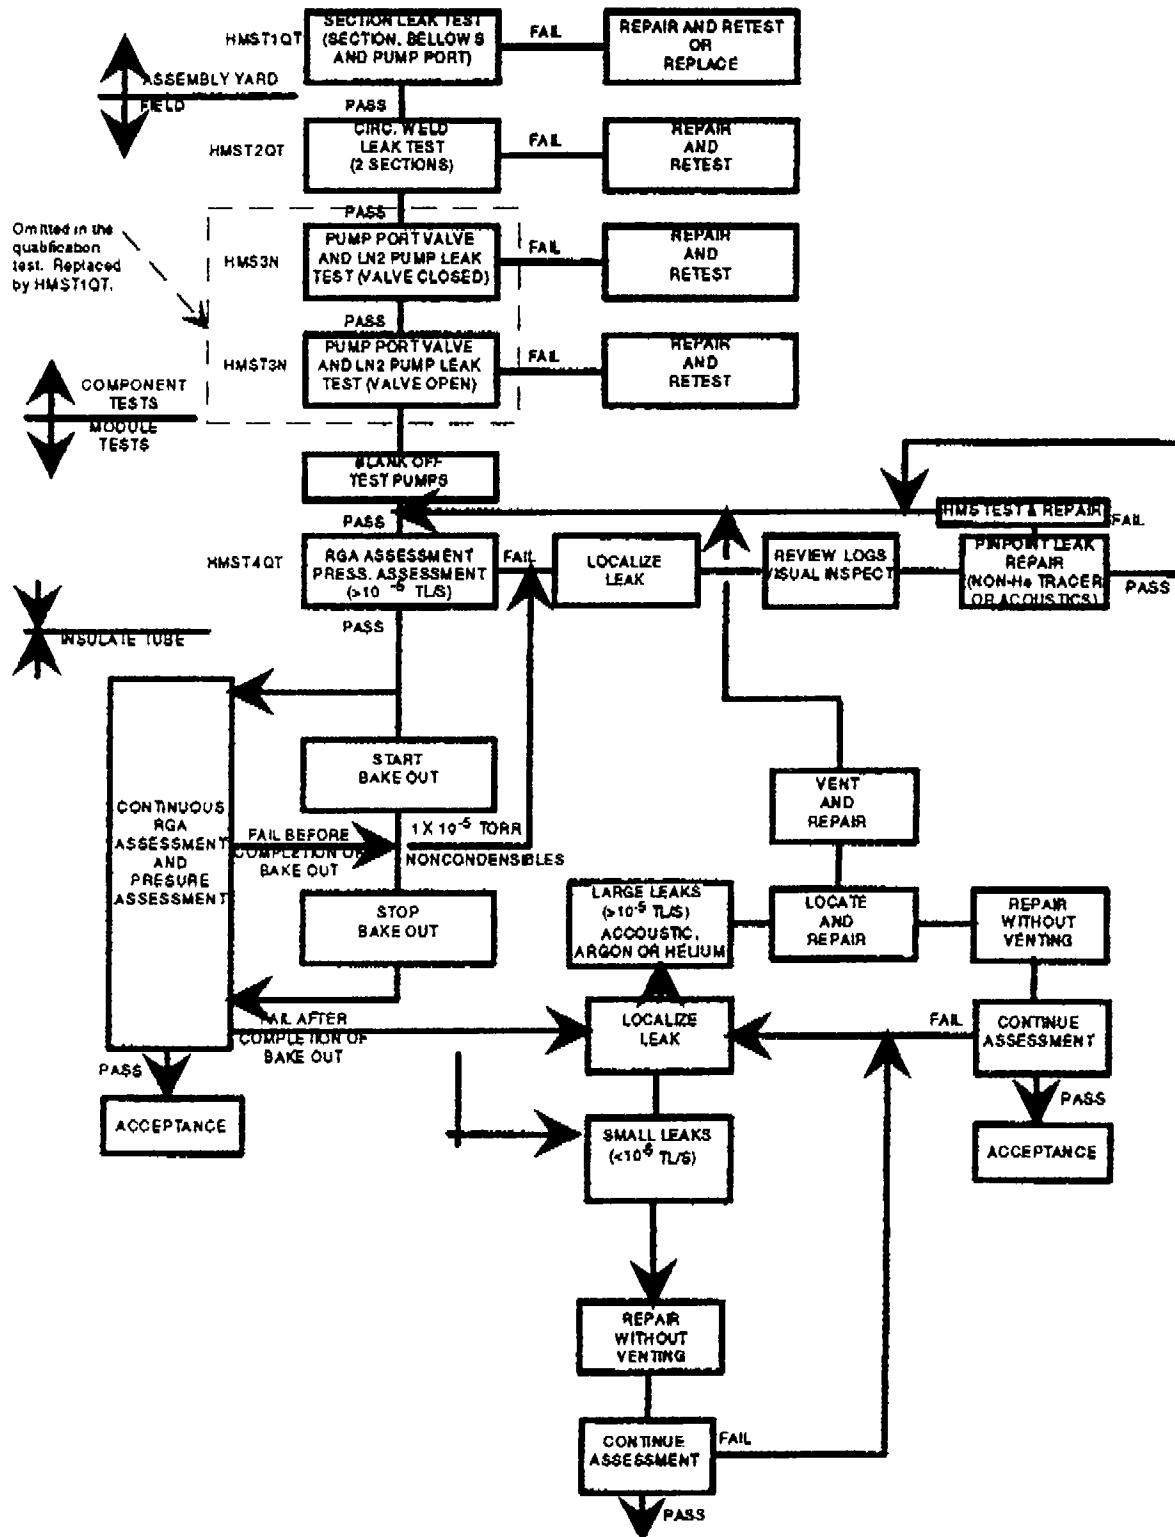 SECTION LEAK TEST
(SECTION, BELLOWS
AND PUMP PORT)
HMST1QT
FAIL
REPAIR AND RETEST
OR
REPLACE
ASSEMBLY YARD
FIELD
PASS
CIRC. WELD
LEAK TEST
(2 SECTIONS)
HMST2QT
FAIL
REPAIR
AND
RETEST
PASS
Omitted in the
qualification
test. Replaced
by HMST1QT.
PUMP PORT VALVE
AND LN2 PUMP LEAK
TEST (VALVE CLOSED)
HMS3N
FAIL
REPAIR
AND
RETEST
PASS
PUMP PORT VALVE
AND LN2 PUMP LEAK
TEST (VALVE OPEN)
HMST3N
FAIL
REPAIR
AND
RETEST
COMPONENT
TESTS
MODULE
TESTS
BLANK OFF
TEST PUMPS
PASS
HMS TEST & REPAIR
FAIL
HMST4QT
RGA ASSESSMENT
PRESS. ASSESSMENT
(>10 -5 TL/S)
FAIL
LOCALIZE
LEAK
REVIEW LOGS
VISUAL INSPECT
PINPOINT LEAK
REPAIR
(NON-He TRACER
OR ACOUSTICS)
PASS
PASS
INSULATE TUBE
START
BAKE OUT
VENT
AND
REPAIR
CONTINUOUS
RGA
ASSESSMENT
AND
PRESURE
ASSESSMENT
FAIL BEFORE
COMPLETION OF
BAKE OUT
1 X 10-5 TORR
NONCONDENSIBLES
STOP
BAKE OUT
LARGE LEAKS
(>10-5 TL/S)
ACCOUSTIC,
ARGON OR HELIUM
LOCATE
AND
REPAIR
REPAIR
WITHOUT
VENTING
FAIL AFTER
COMPLETION OF
BAKE OUT
LOCALIZE
LEAK
FAIL
CONTINUE
ASSESSMENT
PASS
PASS
ACCEPTANCE
SMALL LEAKS
(<10-5 TL/S)
ACCEPTANCE
REPAIR
WITHOUT
VENTING
CONTINUE
ASSESSMENT
FAIL
PASS